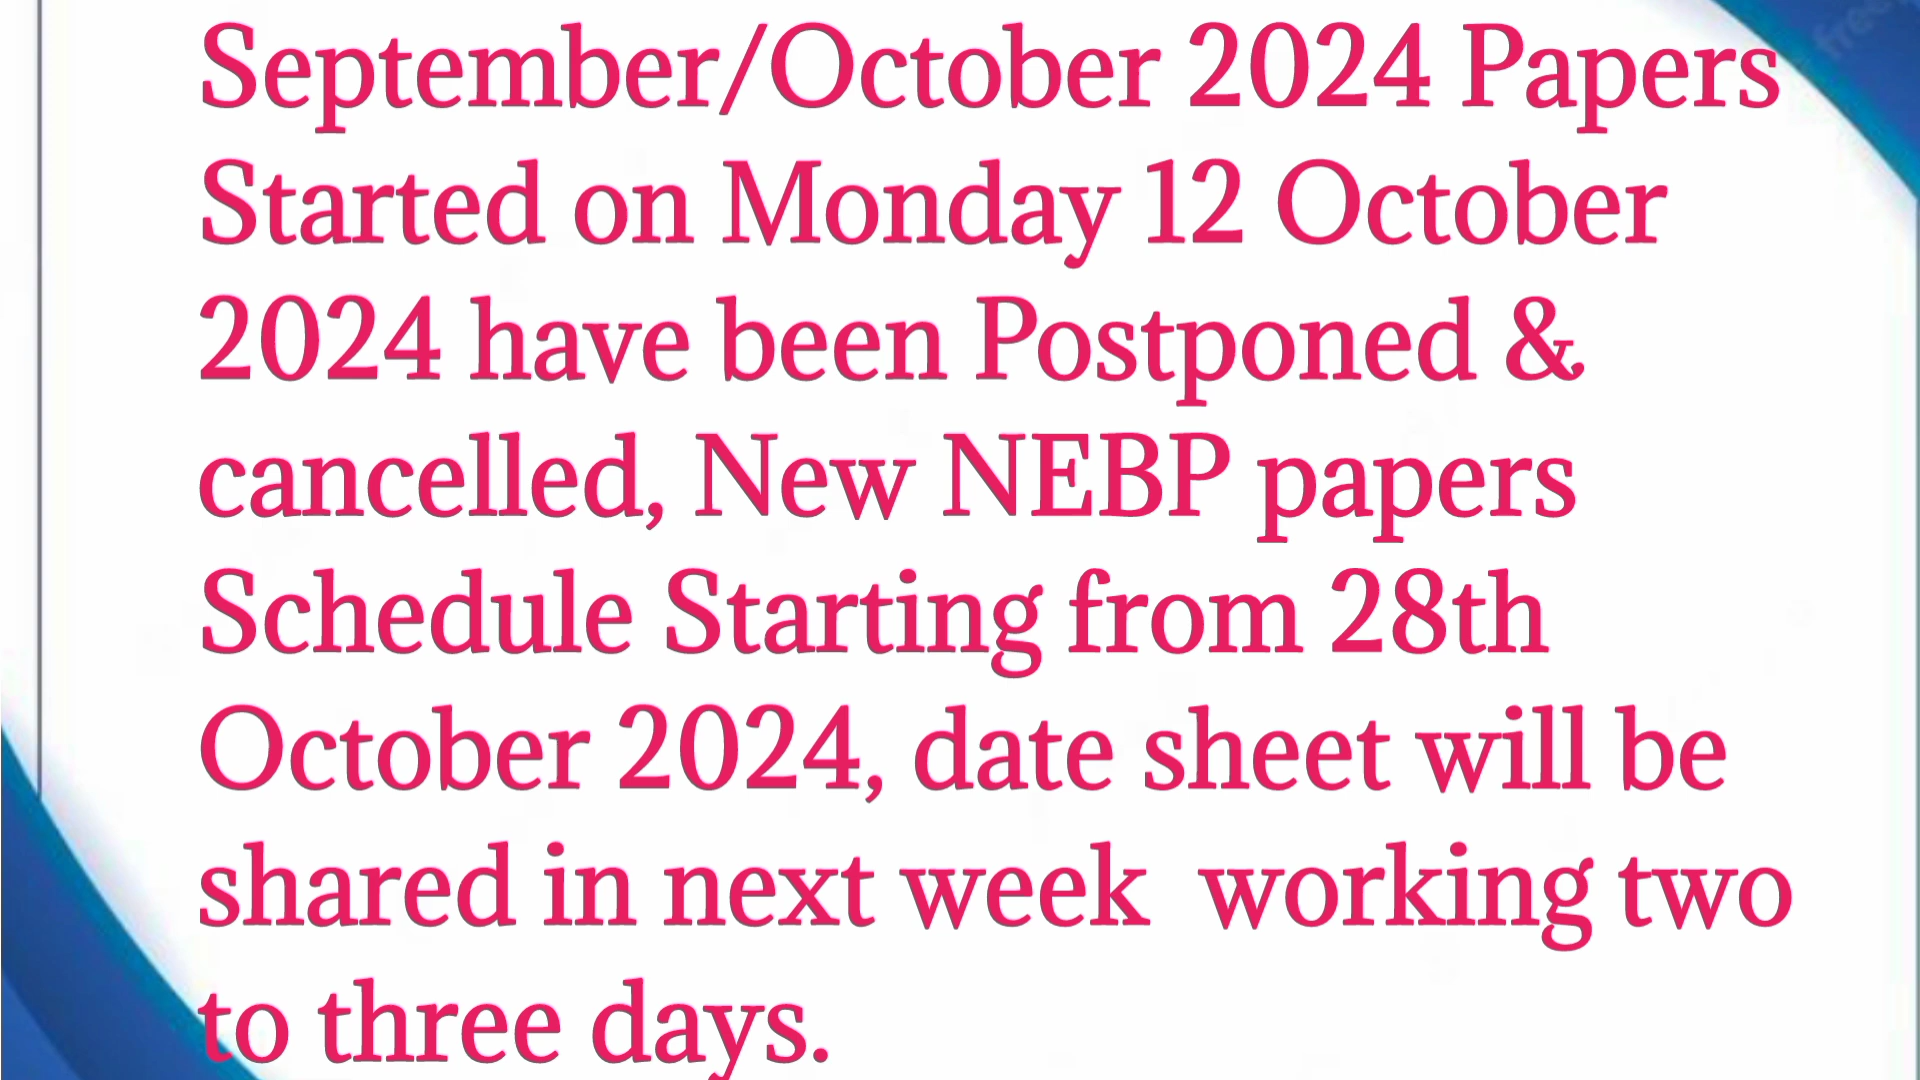 September/October 2024 Papers
Started on Monday 12 October
2024 have been Postponed &
cancelled, New NEBP papers
Schedule Starting from 28th
October 2024, date sheet will be
shared in next week  working two
to three days.